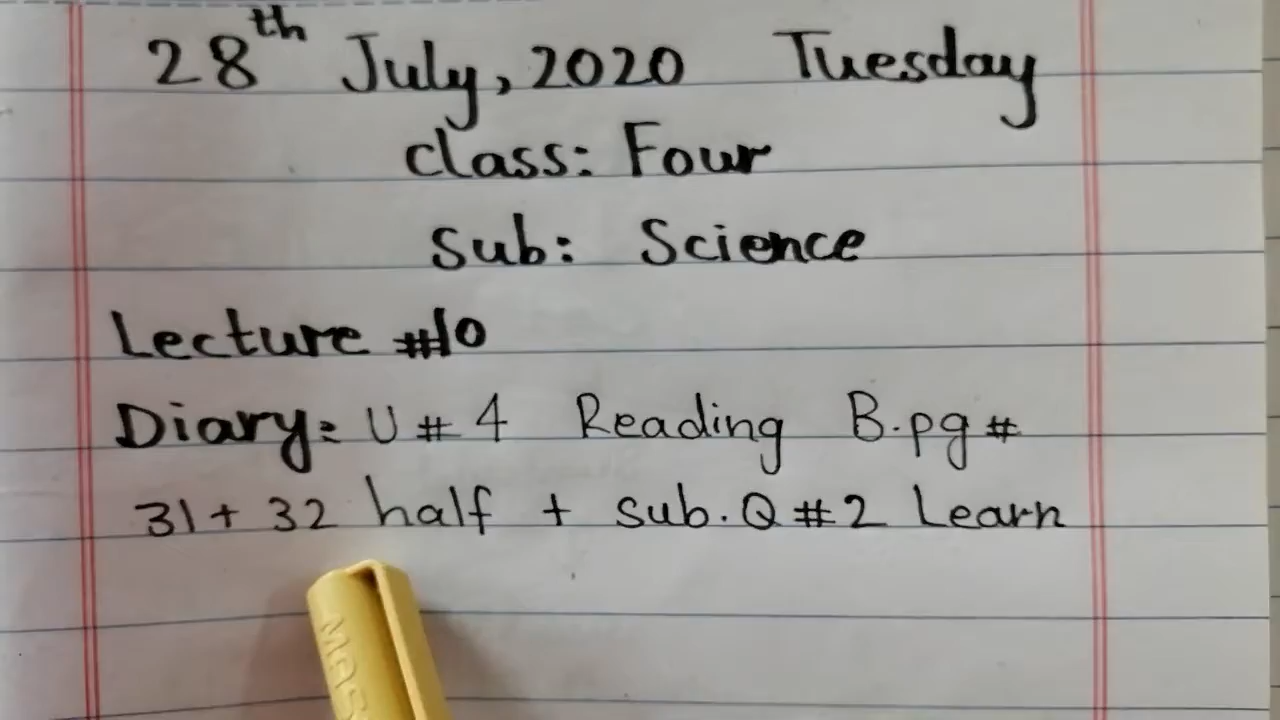 28th July, 2020 Tuesday
class: Four
Sub: Science
Lecture #10
Diary: U # 4 Reading B.pg #
31 + 32 half + sub.Q #2 Learn